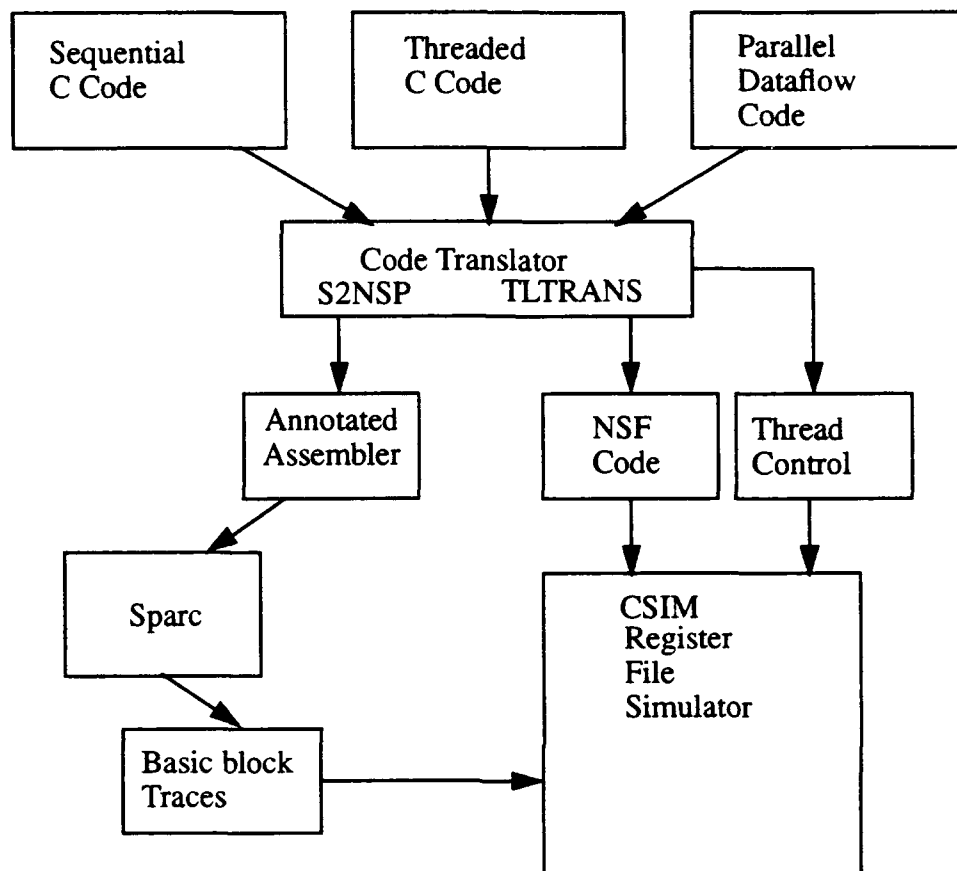 Sequential
C Code
Threaded
C Code
Parallel
Dataflow
Code
Code Translator
S2NSP TLTRANS
Annotated
Assembler
NSF
Code
Thread
Control
Sparc
CSIM
Register
File
Simulator
Basic block
Traces